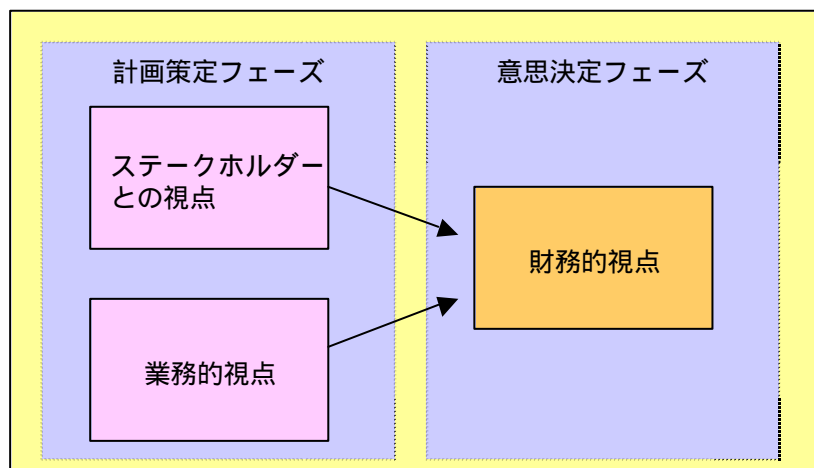 計画策定フェーズ
意思決定フェーズ
ステークホルダー
との視点
財務的視点
業務的視点